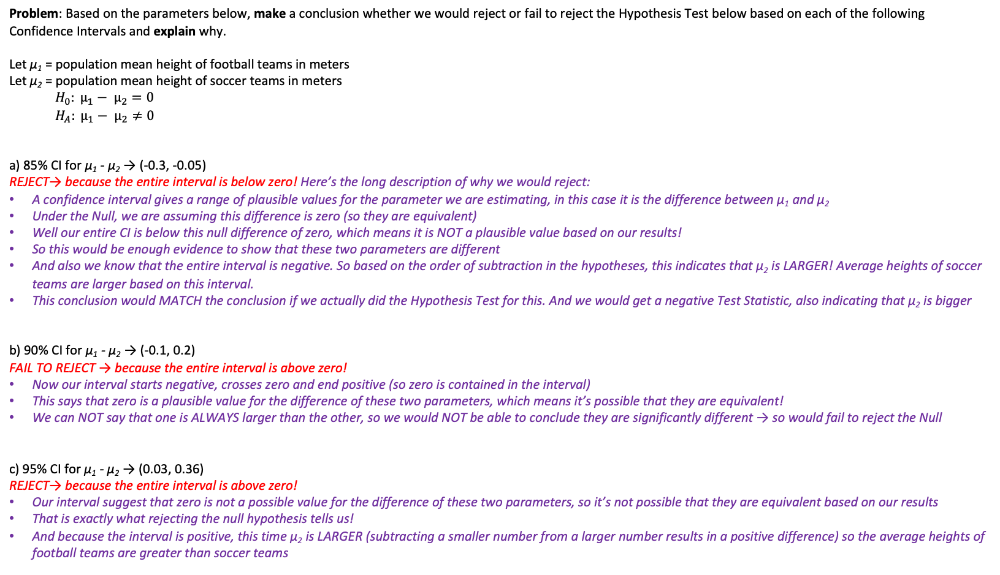 Problem: Based on the parameters below, make a conclusion whether we would reject or fail to reject the Hypothesis Test below based on each of the following
Confidence Intervals and explain why.
Let μ₁ = population mean height of football teams in meters
Let μ₂ = population mean height of soccer teams in meters
H₀: μ₁ − μ₂ = 0
H_A: μ₁ − μ₂ ≠ 0
a) 85% CI for μ₁ - μ₂ → (-0.3, -0.05)
REJECT→ because the entire interval is below zero! Here's the long description of why we would reject:
• A confidence interval gives a range of plausible values for the parameter we are estimating, in this case it is the difference between μ₁ and μ₂
• Under the Null, we are assuming this difference is zero (so they are equivalent)
• Well our entire CI is below this null difference of zero, which means it is NOT a plausible value based on our results!
• So this would be enough evidence to show that these two parameters are different
• And also we know that the entire interval is negative. So based on the order of subtraction in the hypotheses, this indicates that μ₂ is LARGER! Average heights of soccer
teams are larger based on this interval.
• This conclusion would MATCH the conclusion if we actually did the Hypothesis Test for this. And we would get a negative Test Statistic, also indicating that μ₂ is bigger
b) 90% CI for μ₁ - μ₂ → (-0.1, 0.2)
FAIL TO REJECT → because the entire interval is above zero!
• Now our interval starts negative, crosses zero and end positive (so zero is contained in the interval)
• This says that zero is a plausible value for the difference of these two parameters, which means it's possible that they are equivalent!
• We can NOT say that one is ALWAYS larger than the other, so we would NOT be able to conclude they are significantly different → so would fail to reject the Null
c) 95% CI for μ₁ - μ₂ → (0.03, 0.36)
REJECT→ because the entire interval is above zero!
• Our interval suggest that zero is not a possible value for the difference of these two parameters, so it's not possible that they are equivalent based on our results
• That is exactly what rejecting the null hypothesis tells us!
• And because the interval is positive, this time μ₂ is LARGER (subtracting a smaller number from a larger number results in a positive difference) so the average heights of
football teams are greater than soccer teams